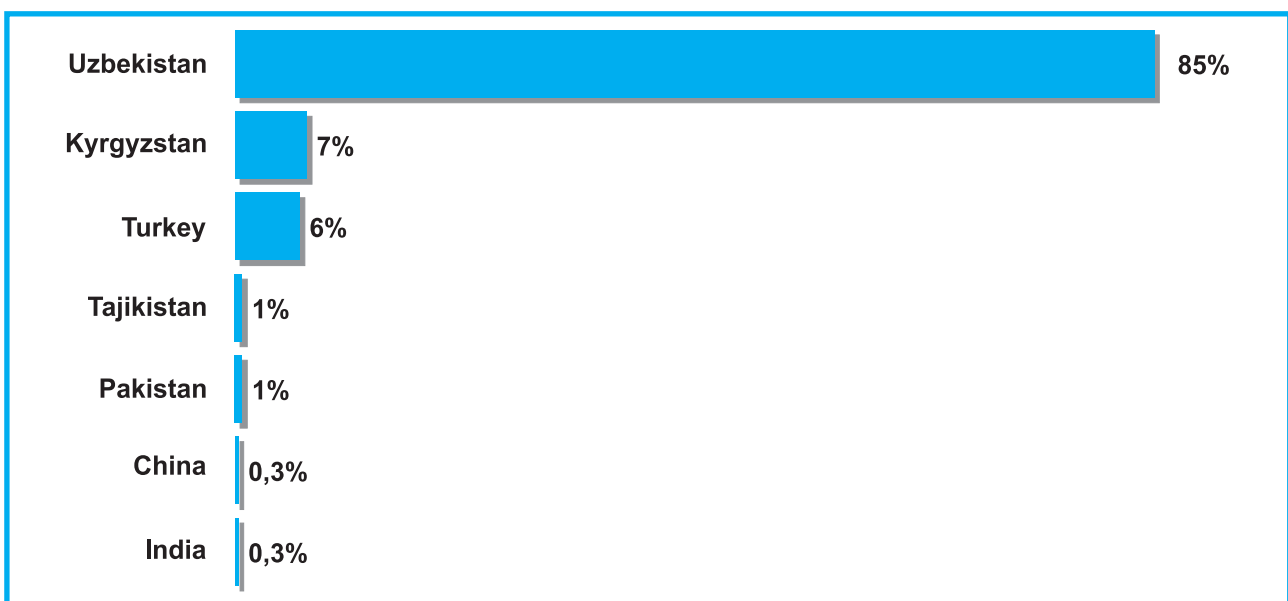 Uzbekistan 85%
Kyrgyzstan 7%
Turkey 6%
Tajikistan 1%
Pakistan 1%
China 0,3%
India 0,3%